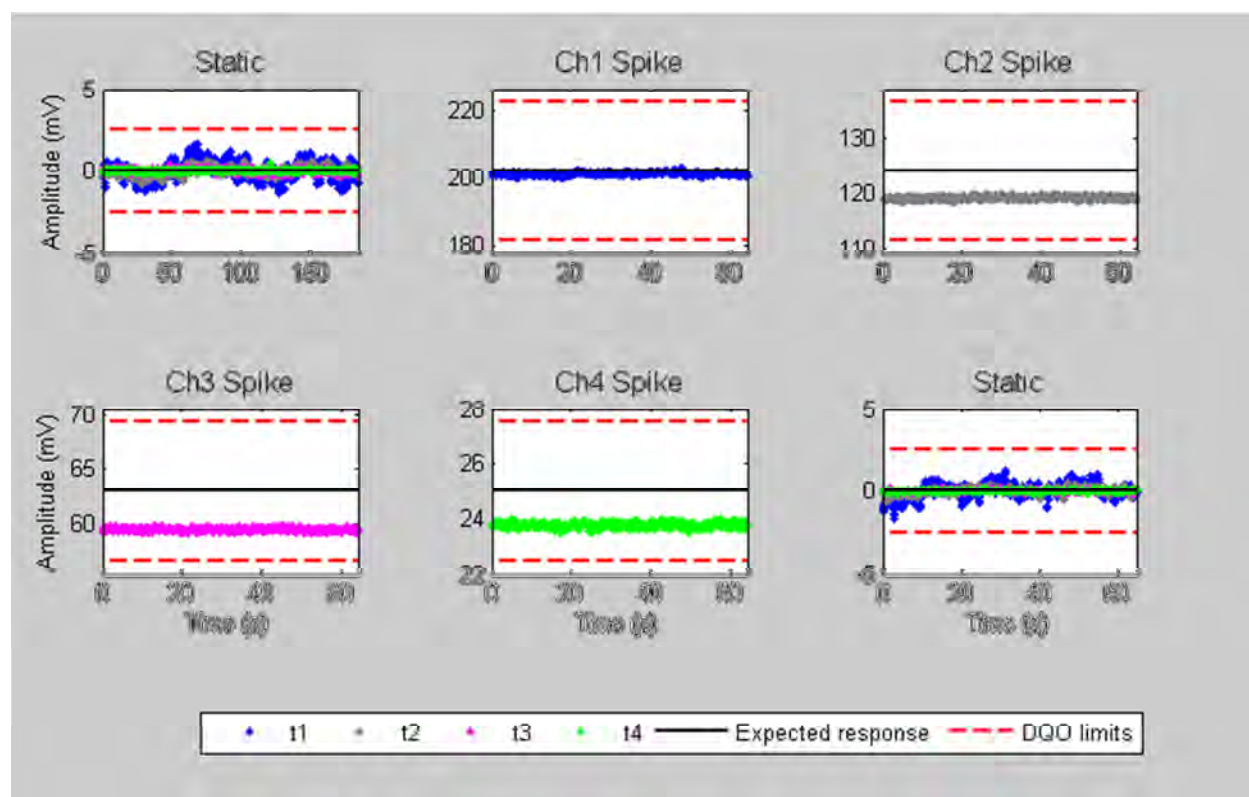 Static
Ch1 Spike
Ch2 Spike
Amplitude (mV)
5
0
-5
0
50
100
150
220
200
180
0
20
40
60
130
120
110
0
20
40
60
Ch3 Spike
Ch4 Spike
Static
Amplitude (mV)
70
65
60
0
20
40
60
Time (s)
28
26
24
22
0
20
40
60
Time (s)
5
0
-5
0
20
40
60
Time (s)
t1
t2
t3
t4
Expected response
DQO limits